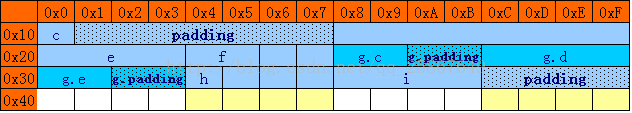 0x0 0x1 0x2 0x3 0x4 0x5 0x6 0x7 0x8 0x9 0xA 0xB 0xC 0xD 0xE 0xF
0x10 c padding
0x20 e f g.c g.padding g.d
0x30 g.e g.padding h i padding
0x40